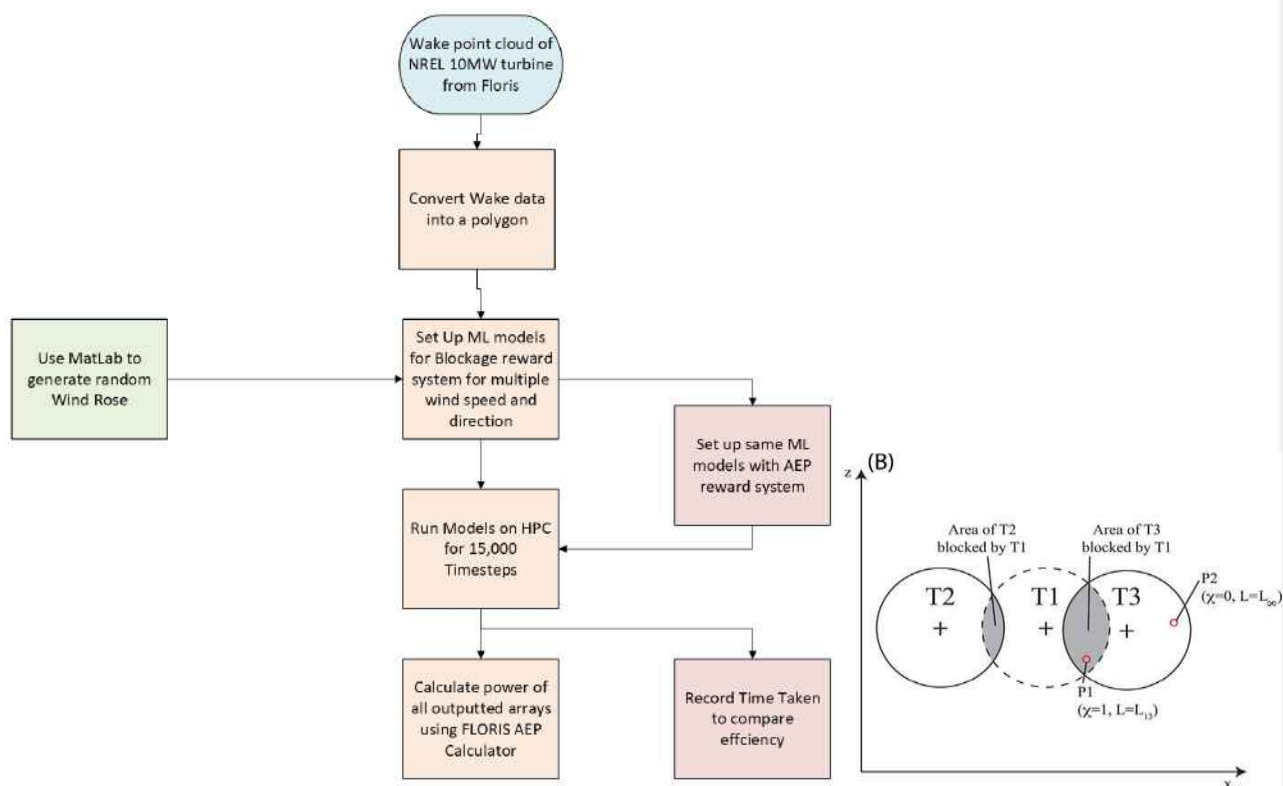 Wake point cloud of
NREL 10MW turbine
from Floris
Convert Wake data
into a polygon
Use MatLab to
generate random
Wind Rose
Set Up ML models
for Blockage reward
system for multiple
wind speed and
direction
Set up same ML
models with AEP
reward system
Run Models on HPC
for 15,000
Timesteps
Calculate power of
all outputted arrays
using FLORIS AEP
Calculator
Record Time Taken
to compare
effciency
(B)
z
Area of T2
blocked by T1
Area of T3
blocked by T1
P2
(χ=0, L=L∞)
T2
T1
T3
P1
(χ=1, L=L₁₃)
x